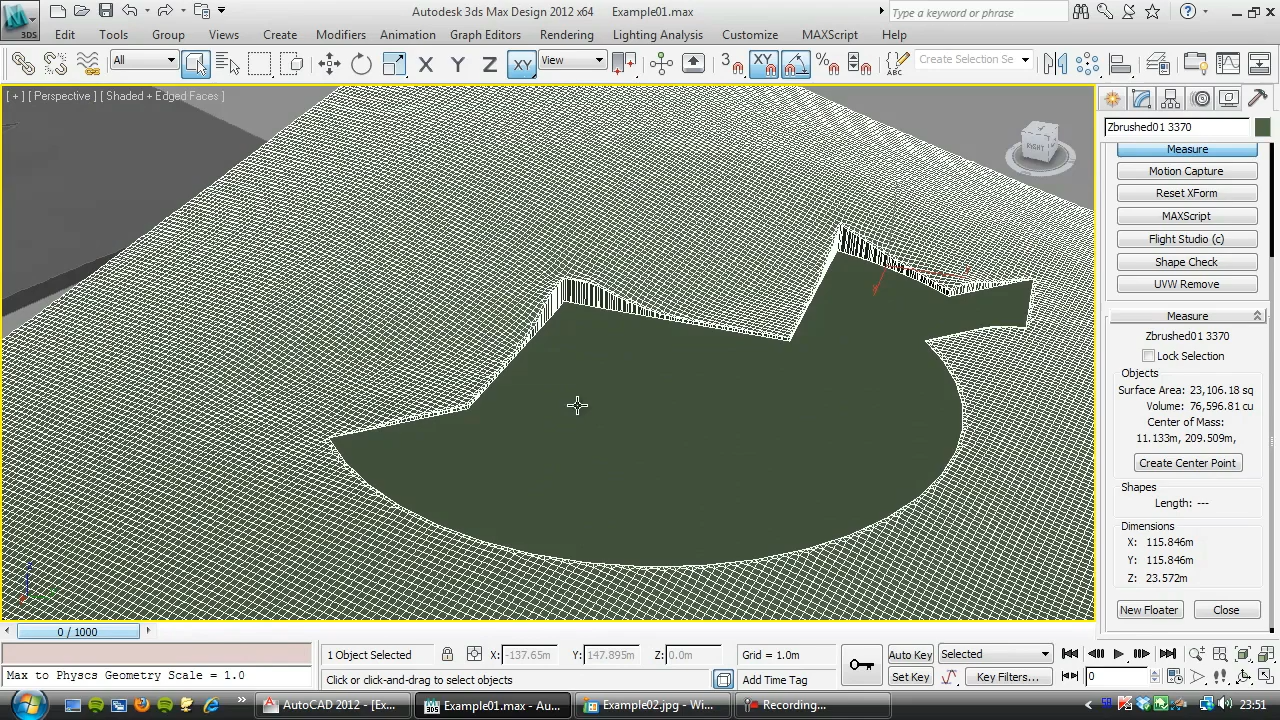 Autodesk 3ds Max Design 2012 x64 Example01.max
Type a keyword or phrase
3DS
Edit Tools Group Views Create Modifiers Animation Graph Editors Rendering Lighting Analysis Customize MAXScript Help
All X Y Z XY View 3 XY % ABC Create Selection Se
[ + ] [ Perspective ] [ Shaded + Edged Faces ]
RIGHT
Zbrushed01 3370
Measure
Motion Capture
Reset XForm
MAXScript
Flight Studio (c)
Shape Check
UVW Remove
Measure
Zbrushed01 3370
Lock Selection
Objects
Surface Area: 23,106.18 sq
Volume: 76,596.81 cu
Center of Mass:
11.133m, 209.509m,
Create Center Point
Shapes
Length: ---
Dimensions
X: 115.846m
Y: 115.846m
Z: 23.572m
New Floater Close
0 / 1000
1 Object Selected X: -137.65m Y: 147.895m Z: 0.0m Grid = 1.0m Auto Key Selected
Max to Physcs Geometry Scale = 1.0 Click or click-and-drag to select objects Add Time Tag Set Key Key Filters... 0
AutoCAD 2012 - [Ex... Example01.max - Au... Example02.jpg - Wi... Recording... 23:51